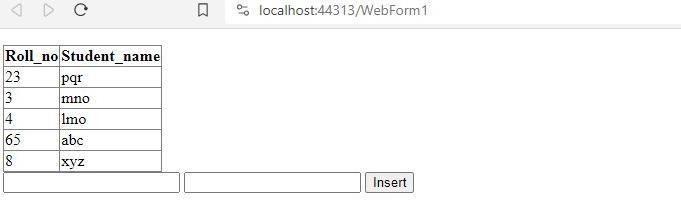 localhost:44313/WebForm1
Roll_no Student_name
23 pqr
3 mno
4 lmo
65 abc
8 xyz
Insert